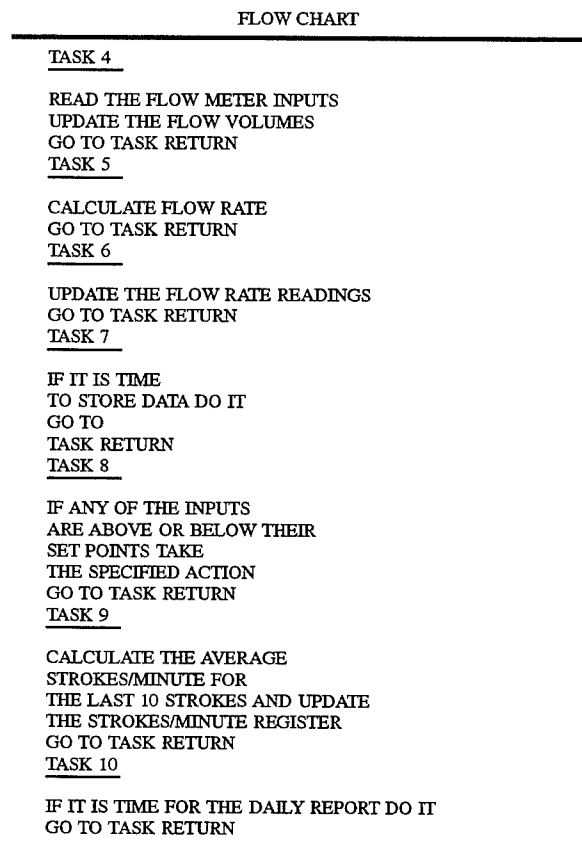 FLOW CHART
TASK 4
READ THE FLOW METER INPUTS
UPDATE THE FLOW VOLUMES
GO TO TASK RETURN
TASK 5
CALCULATE FLOW RATE
GO TO TASK RETURN
TASK 6
UPDATE THE FLOW RATE READINGS
GO TO TASK RETURN
TASK 7
IF IT IS TIME
TO STORE DATA DO IT
GO TO
TASK RETURN
TASK 8
IF ANY OF THE INPUTS
ARE ABOVE OR BELOW THEIR
SET POINTS TAKE
THE SPECIFIED ACTION
GO TO TASK RETURN
TASK 9
CALCULATE THE AVERAGE
STROKES/MINUTE FOR
THE LAST 10 STROKES AND UPDATE
THE STROKES/MINUTE REGISTER
GO TO TASK RETURN
TASK 10
IF IT IS TIME FOR THE DAILY REPORT DO IT
GO TO TASK RETURN